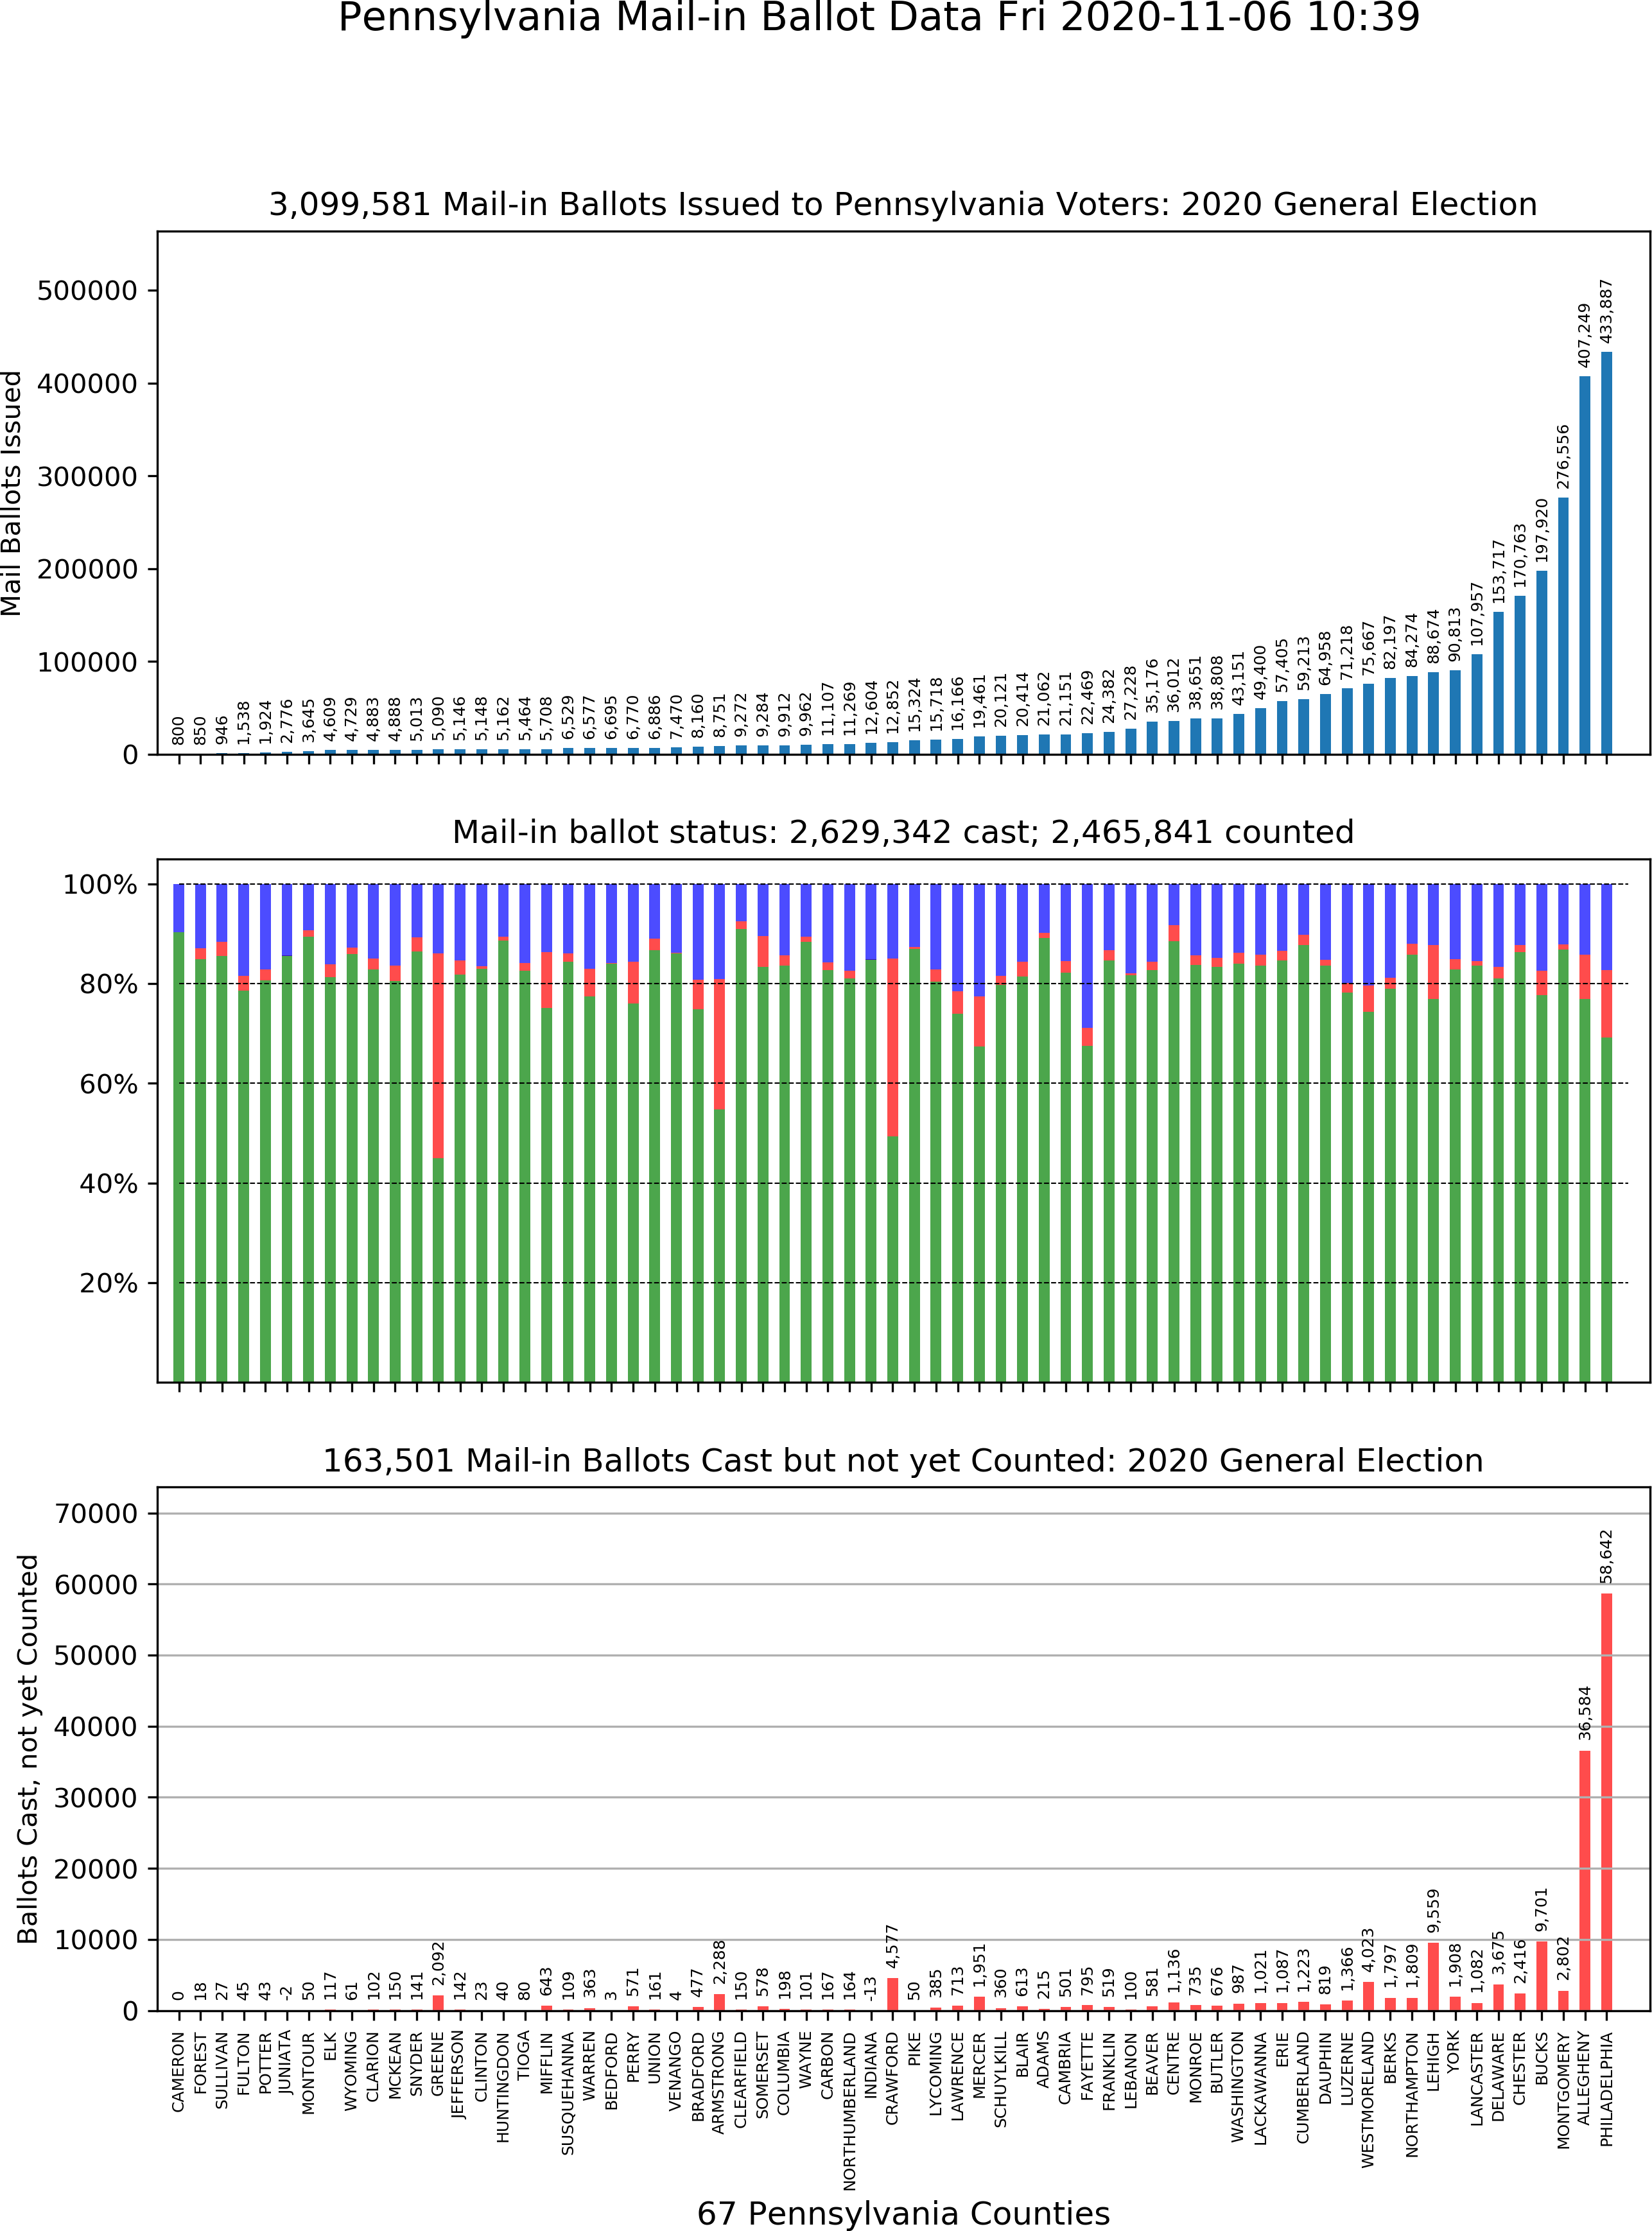 Pennsylvania Mail-in Ballot Data Fri 2020-11-06 10:39
3,099,581 Mail-in Ballots Issued to Pennsylvania Voters: 2020 General Election
Mail Ballots Issued
500000
400000
300000
200000
100000
0
800 850 946 1,538 1,924 2,776 3,645 4,609 4,729 4,883 4,888 5,013 5,090 5,146 5,148 5,162 5,464 5,708 6,529 6,577 6,695 6,770 6,886 7,470 8,160 8,751 9,272 9,284 9,912 9,962 11,107 11,269 12,604 12,852 15,324 15,718 16,166 19,461 20,121 20,414 21,062 21,151 22,469 24,382 27,228 35,176 36,012 38,651 38,808 43,151 49,400 57,405 59,213 64,958 71,218 75,667 82,197 84,274 88,674 90,813 107,957 153,717 170,763 197,920 276,556 407,249 433,887
Mail-in ballot status: 2,629,342 cast; 2,465,841 counted
100%
80%
60%
40%
20%
163,501 Mail-in Ballots Cast but not yet Counted: 2020 General Election
Ballots Cast, not yet Counted
70000
60000
50000
40000
30000
20000
10000
0
0 18 27 45 43 -2 50 117 61 102 150 141 2,092 142 23 40 80 643 109 363 3 571 161 4 477 2,288 150 578 198 101 167 164 -13 4,577 50 385 713 1,951 360 613 215 501 795 519 100 581 1,136 735 676 987 1,021 1,087 1,223 819 1,366 4,023 1,797 1,809 9,559 1,908 1,082 3,675 2,416 9,701 2,802 36,584 58,642
CAMERON FOREST SULLIVAN FULTON POTTER JUNIATA MONTOUR ELK WYOMING CLARION MCKEAN SNYDER GREENE JEFFERSON CLINTON HUNTINGDON TIOGA MIFFLIN SUSQUEHANNA WARREN BEDFORD PERRY UNION VENANGO BRADFORD ARMSTRONG CLEARFIELD SOMERSET COLUMBIA WAYNE CARBON NORTHUMBERLAND INDIANA CRAWFORD PIKE LYCOMING LAWRENCE MERCER SCHUYLKILL BLAIR ADAMS CAMBRIA FAYETTE FRANKLIN LEBANON BEAVER CENTRE MONROE BUTLER WASHINGTON LACKAWANNA ERIE CUMBERLAND DAUPHIN LUZERNE WESTMORELAND BERKS NORTHAMPTON LEHIGH YORK LANCASTER DELAWARE CHESTER BUCKS MONTGOMERY ALLEGHENY PHILADELPHIA
67 Pennsylvania Counties